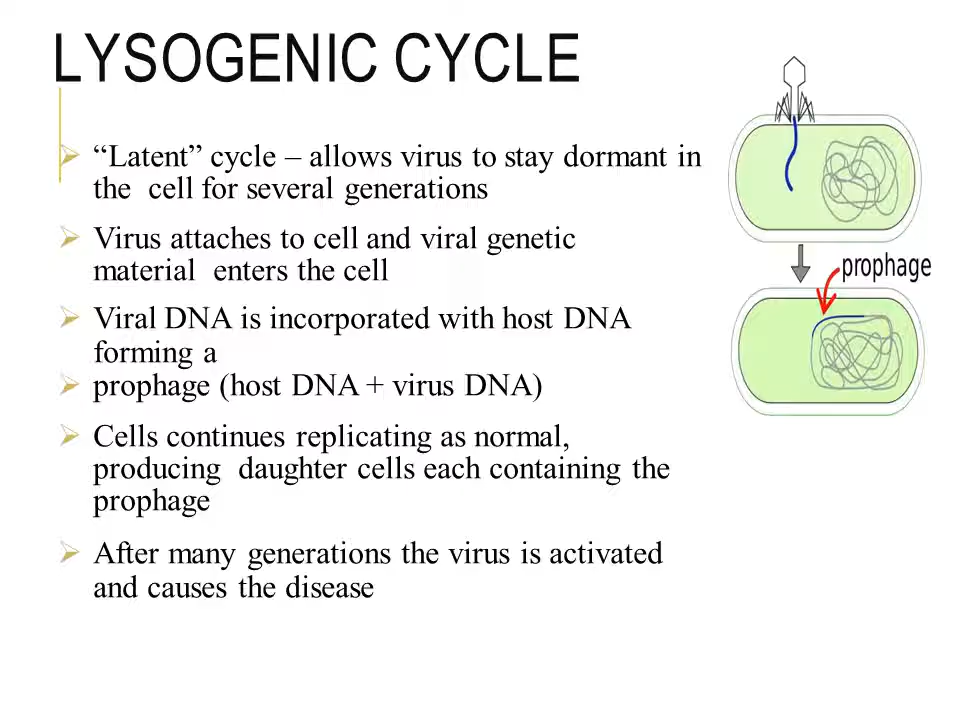 LYSOGENIC CYCLE
“Latent” cycle – allows virus to stay dormant in
the cell for several generations
Virus attaches to cell and viral genetic
material enters the cell
Viral DNA is incorporated with host DNA
forming a
prophage (host DNA + virus DNA)
Cells continues replicating as normal,
producing daughter cells each containing the
prophage
After many generations the virus is activated
and causes the disease
prophage